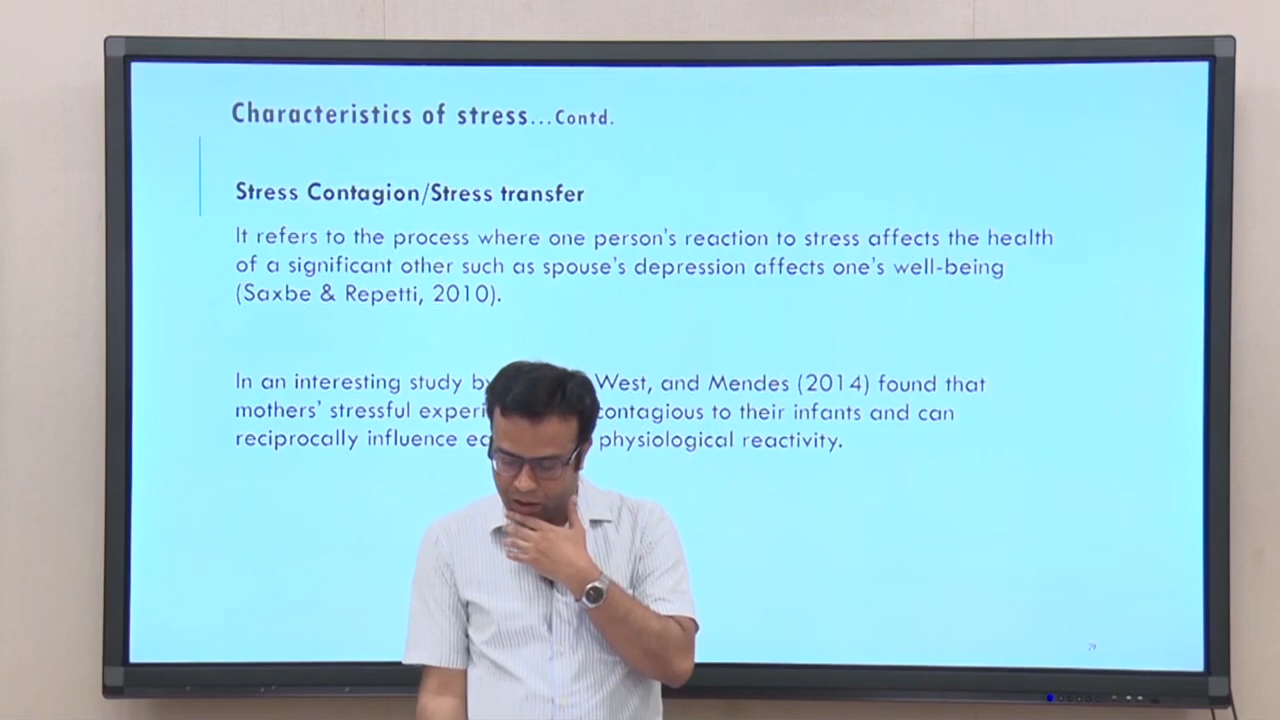 Characteristics of stress...Contd.
Stress Contagion/Stress transfer
It refers to the process where one person's reaction to stress affects the health
of a significant other such as spouse's depression affects one's well-being
(Saxbe & Repetti, 2010).
In an interesting study West, and Mendes (2014) found that
mothers' stressful contagious to their infants and can
reciprocally influence physiological reactivity.
29